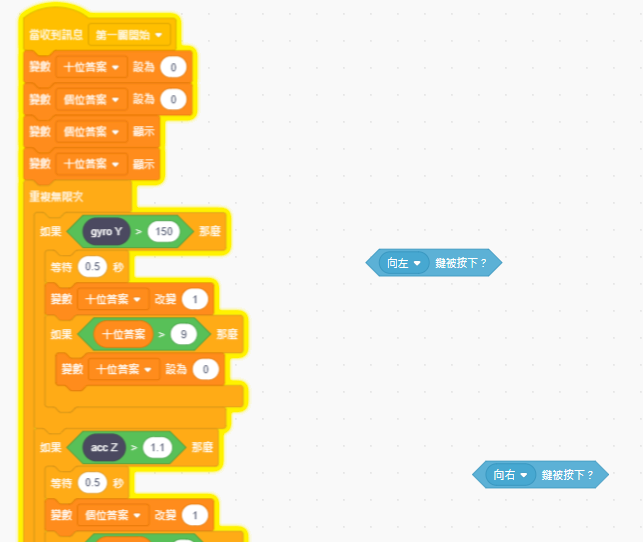 當收到訊息 第一關開始
變數 十位答案 設為 0
變數 個位答案 設為 0
變數 個位答案 顯示
變數 十位答案 顯示
重複無限次
如果 gyro Y > 150 那麼
向左 鍵被按下?
等待 0.5 秒
變數 十位答案 改變 1
如果 十位答案 > 9 那麼
變數 十位答案 設為 0
如果 acc Z > 1.1 那麼
向右 鍵被按下?
等待 0.5 秒
變數 個位答案 改變 1